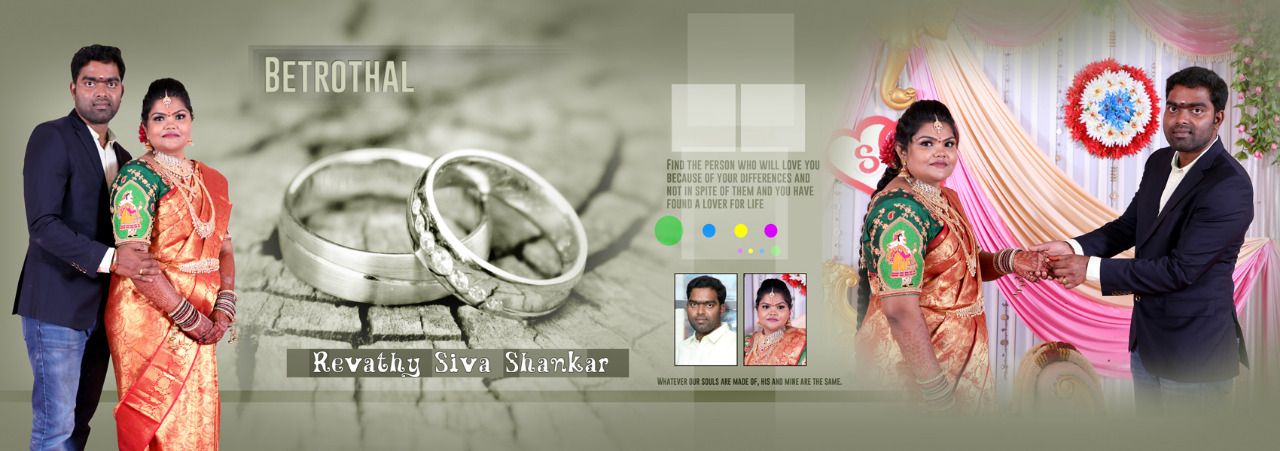 BETROTHAL
FIND THE PERSON WHO WILL LOVE YOU
BECAUSE OF YOUR DIFFERENCES AND
NOT IN SPITE OF THEM AND YOU HAVE
FOUND A LOVER FOR LIFE
S
Revathy Siva Shankar
WHATEVER OUR SOULS ARE MADE OF, HIS AND MINE ARE THE SAME.